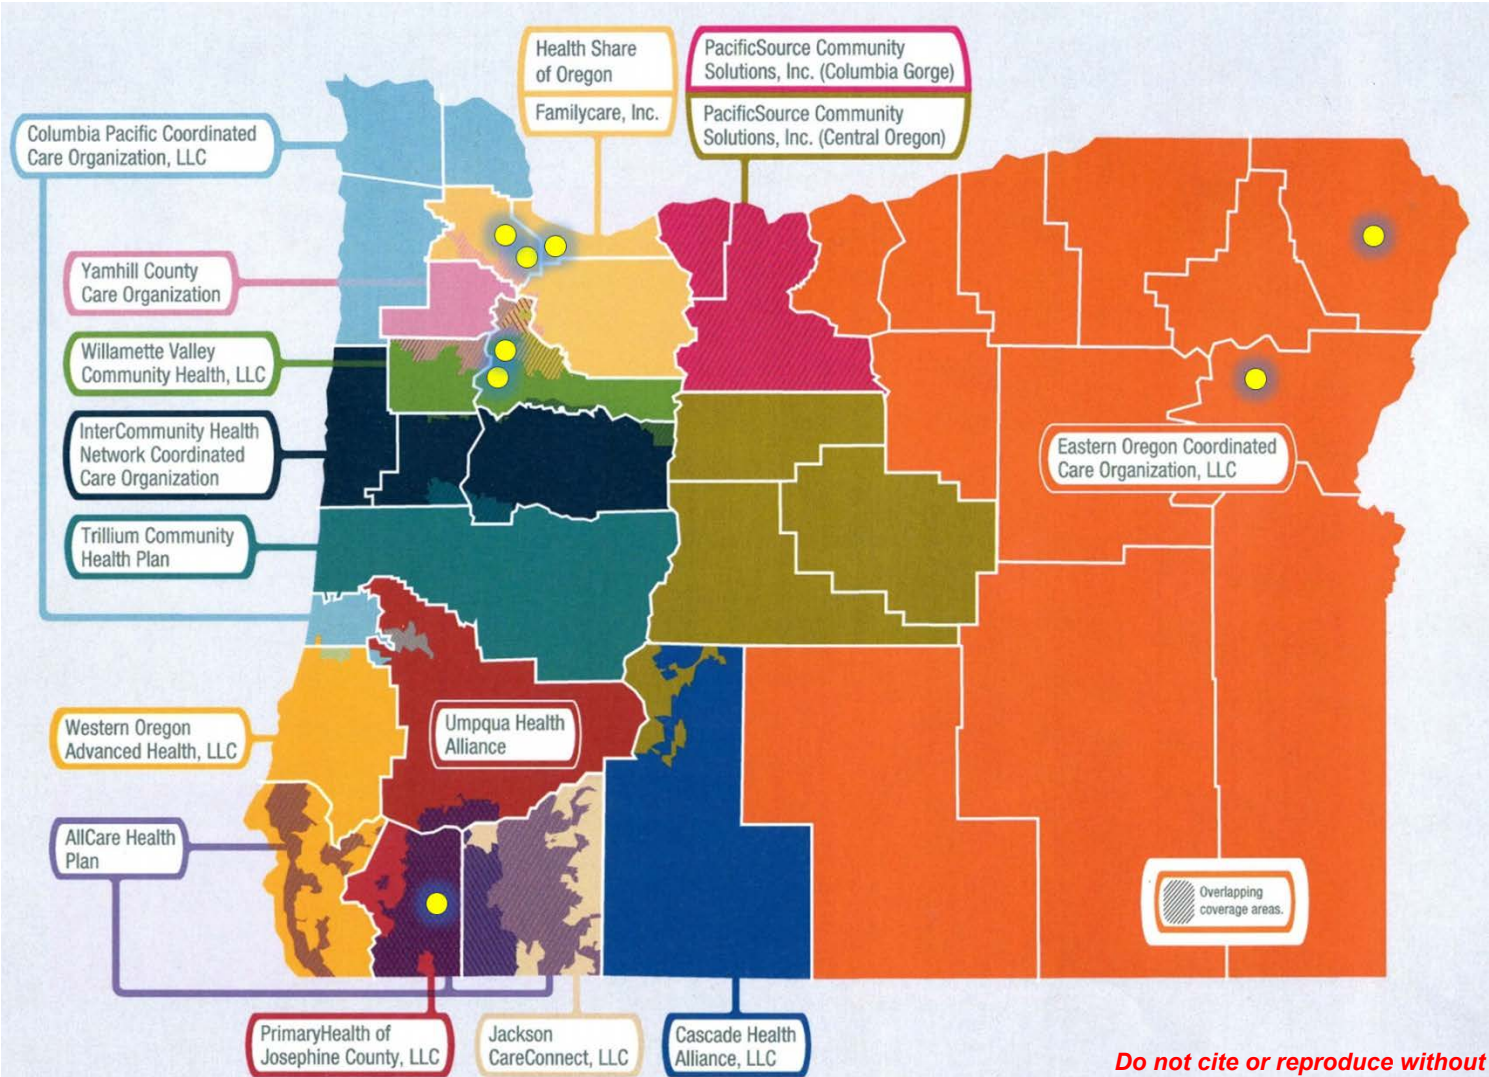 Health Share
of Oregon
Familycare, Inc.
PacificSource Community
Solutions, Inc. (Columbia Gorge)
PacificSource Community
Solutions, Inc. (Central Oregon)
Columbia Pacific Coordinated
Care Organization, LLC
Yamhill County
Care Organization
Willamette Valley
Community Health, LLC
InterCommunity Health
Network Coordinated
Care Organization
Eastern Oregon Coordinated
Care Organization, LLC
Trillium Community
Health Plan
Western Oregon
Advanced Health, LLC
Umpqua Health
Alliance
AllCare Health
Plan
Overlapping
coverage areas.
PrimaryHealth of
Josephine County, LLC
Jackson
CareConnect, LLC
Cascade Health
Alliance, LLC
Do not cite or reproduce without